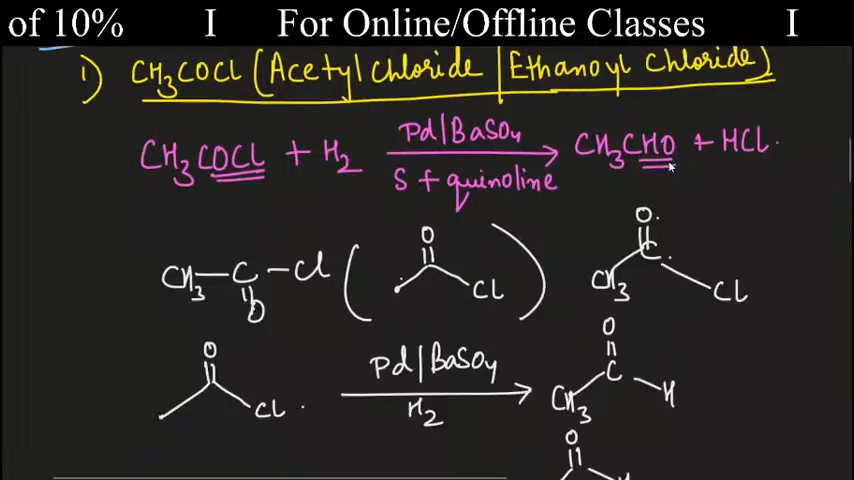 of 10% I For Online/Offline Classes I
1) CH3COCl (Acetyl Chloride | Ethanoyl Chloride)
CH3COCl + H2 Pd|BaSO4 CH3CHO + HCl.
S + quinoline
O
CH3 — C — Cl ( O Cl ) CH3 C Cl
O
O O
Pd|BaSO4 C
Cl H2 CH3 H
O
H